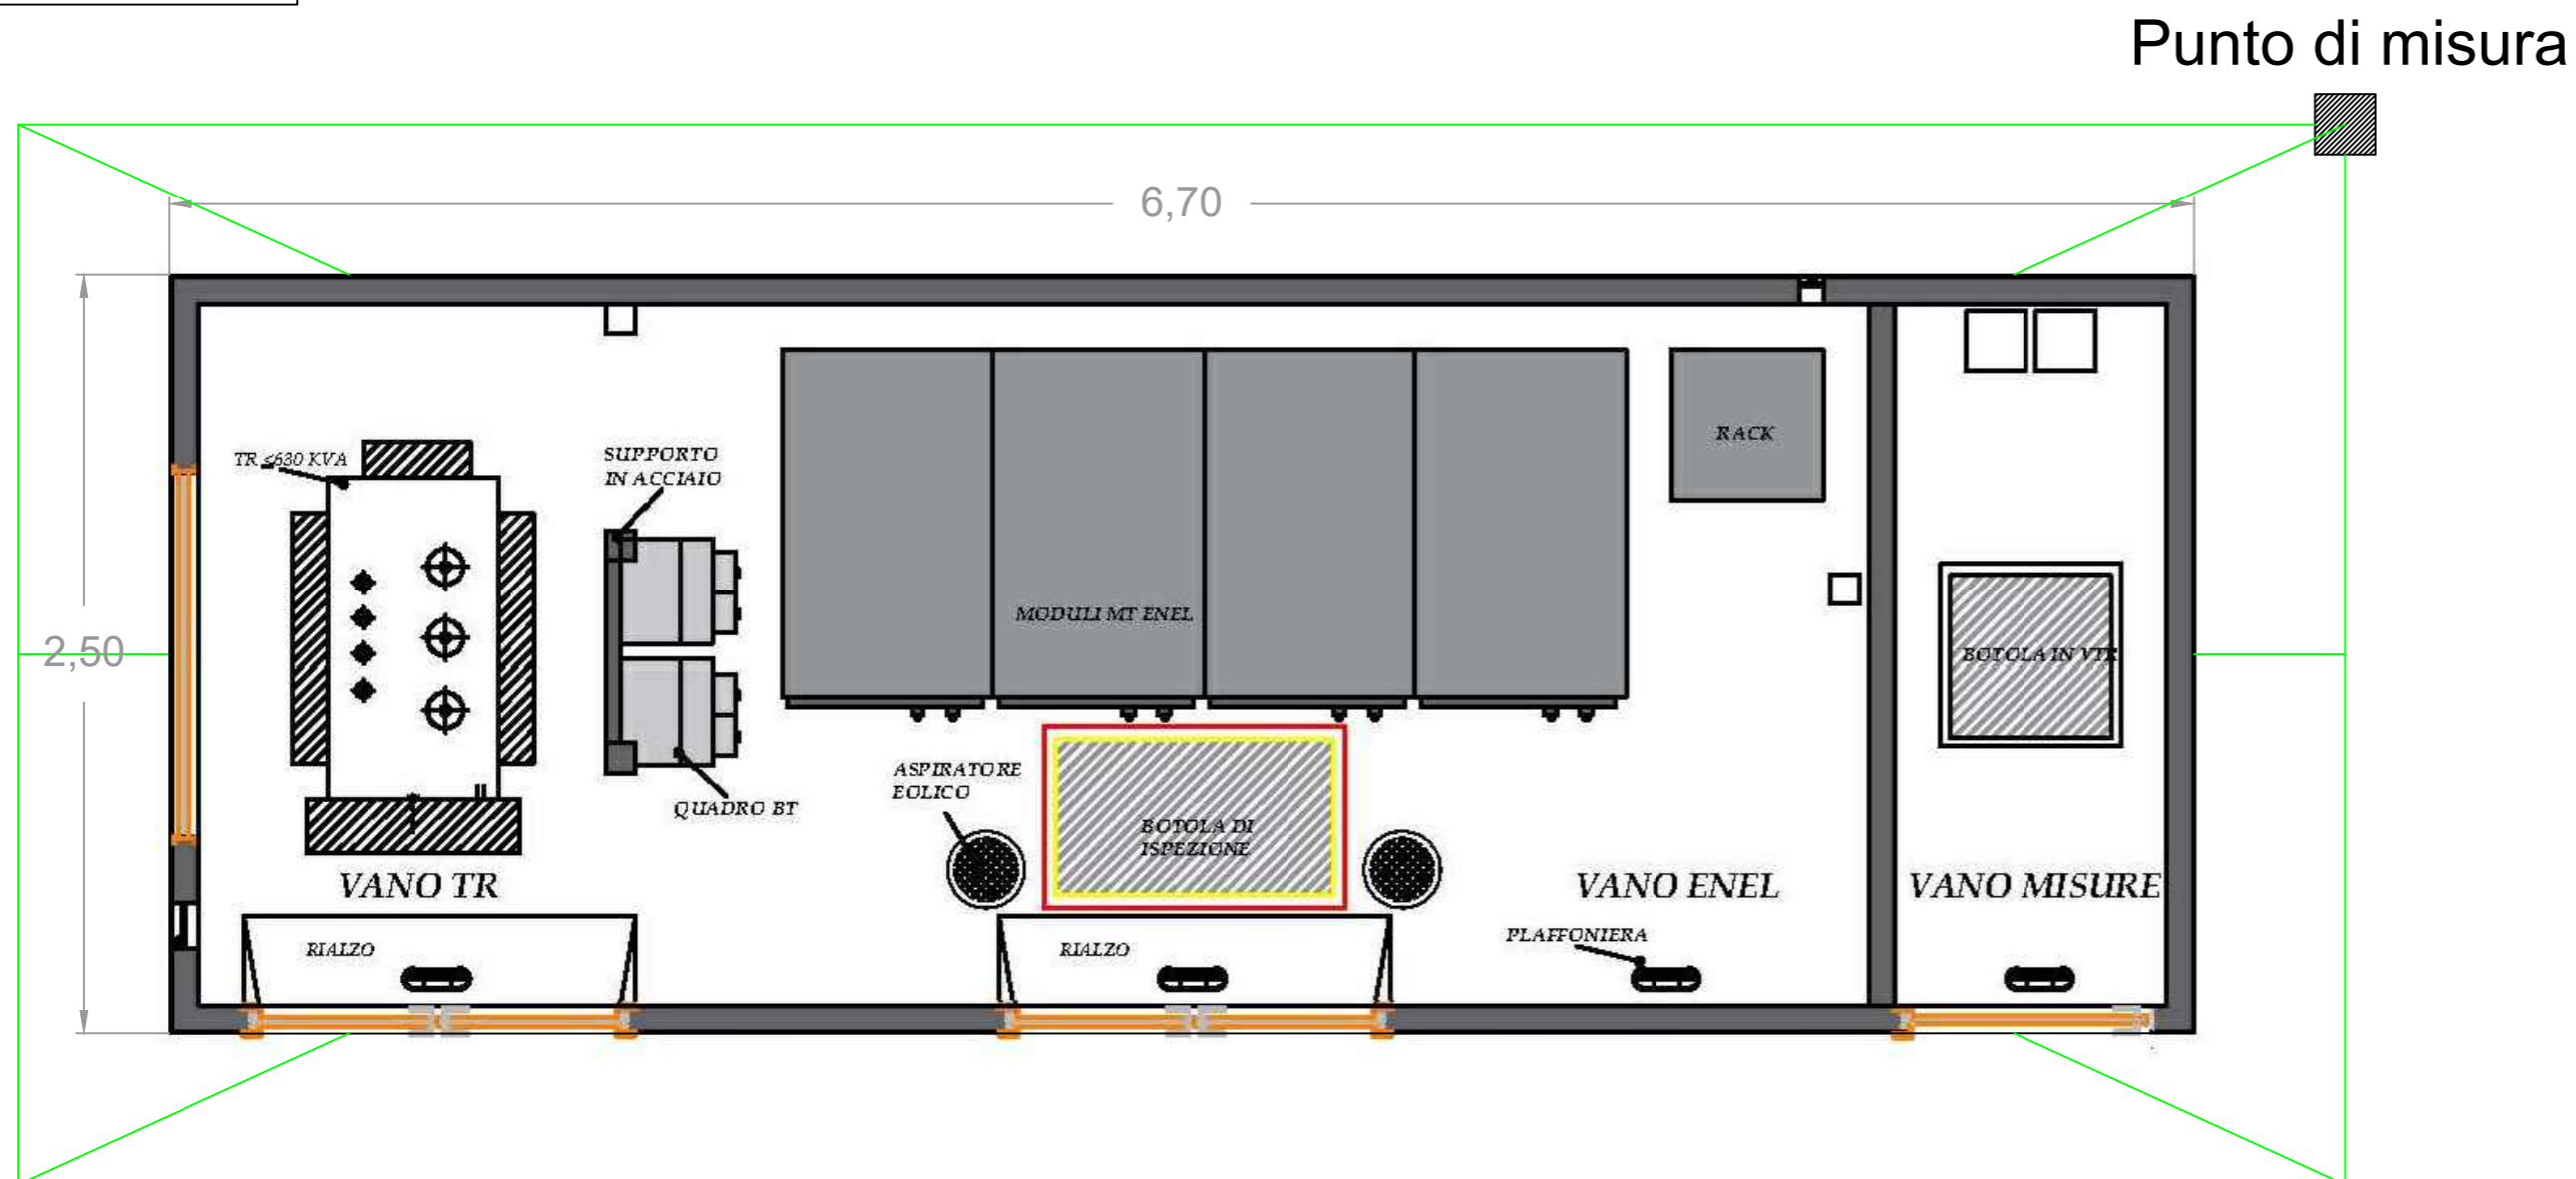 Punto di misura
6,70
2,50
TR ≤630 KVA
SUPPORTO
IN ACCIAIO
RACK
MODULI MT ENEL
BOTOLA IN VTR
QUADRO BT
ASPIRATORE
EOLICO
BOTOLA DI
ISPEZIONE
VANO TR
VANO ENEL
VANO MISURE
RIALZO
RIALZO
PLAFFONIERA